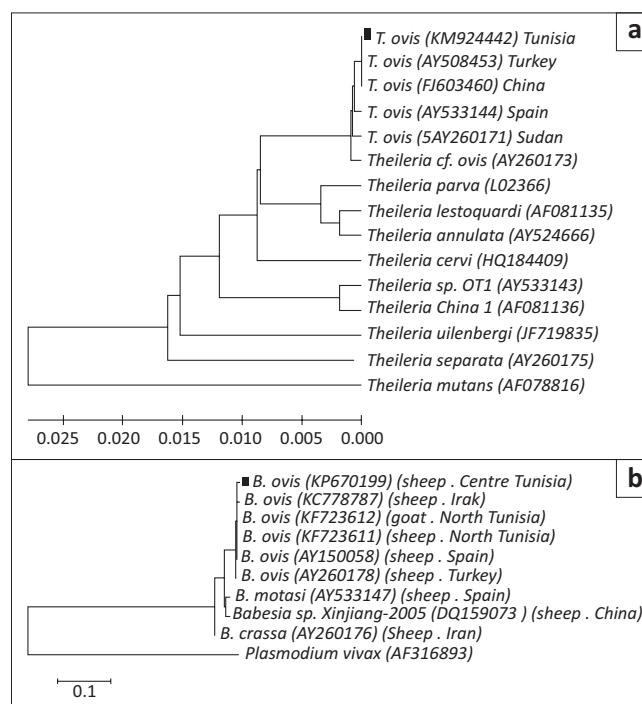 a
T. ovis (KM924442) Tunisia
T. ovis (AY508453) Turkey
T. ovis (FJ603460) China
T. ovis (AY533144) Spain
T. ovis (5AY260171) Sudan
Theileria cf. ovis (AY260173)
Theileria parva (L02366)
Theileria lestoquardi (AF081135)
Theileria annulata (AY524666)
Theileria cervi (HQ184409)
Theileria sp. OT1 (AY533143)
Theileria China 1 (AF081136)
Theileria uilenbergi (JF719835)
Theileria separata (AY260175)
Theileria mutans (AF078816)
0.025 0.020 0.015 0.010 0.005 0.000
b
B. ovis (KP670199) (sheep . Centre Tunisia)
B. ovis (KC778787) (sheep . Irak)
B. ovis (KF723612) (goat . North Tunisia)
B. ovis (KF723611) (sheep . North Tunisia)
B. ovis (AY150058) (sheep . Spain)
B. ovis (AY260178) (sheep . Turkey)
B. motasi (AY533147) (sheep . Spain)
Babesia sp. Xinjiang-2005 (DQ159073 ) (sheep . China)
B. crassa (AY260176) (Sheep . Iran)
Plasmodium vivax (AF316893)
0.1